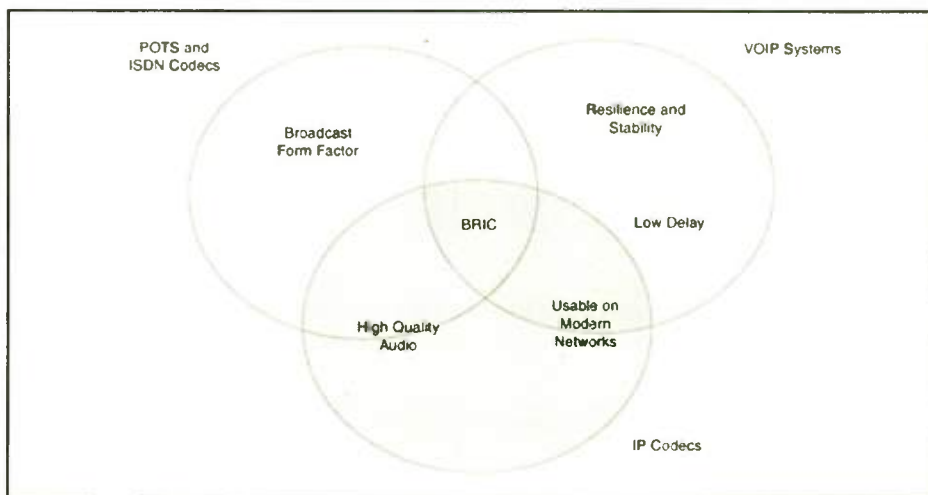 POTS and
ISDN Codecs
VOIP Systems
Broadcast
Form Factor
Resilience and
Stability
BRIC
Low Delay
High Quality
Audio
Usable on
Modern
Networks
IP Codecs